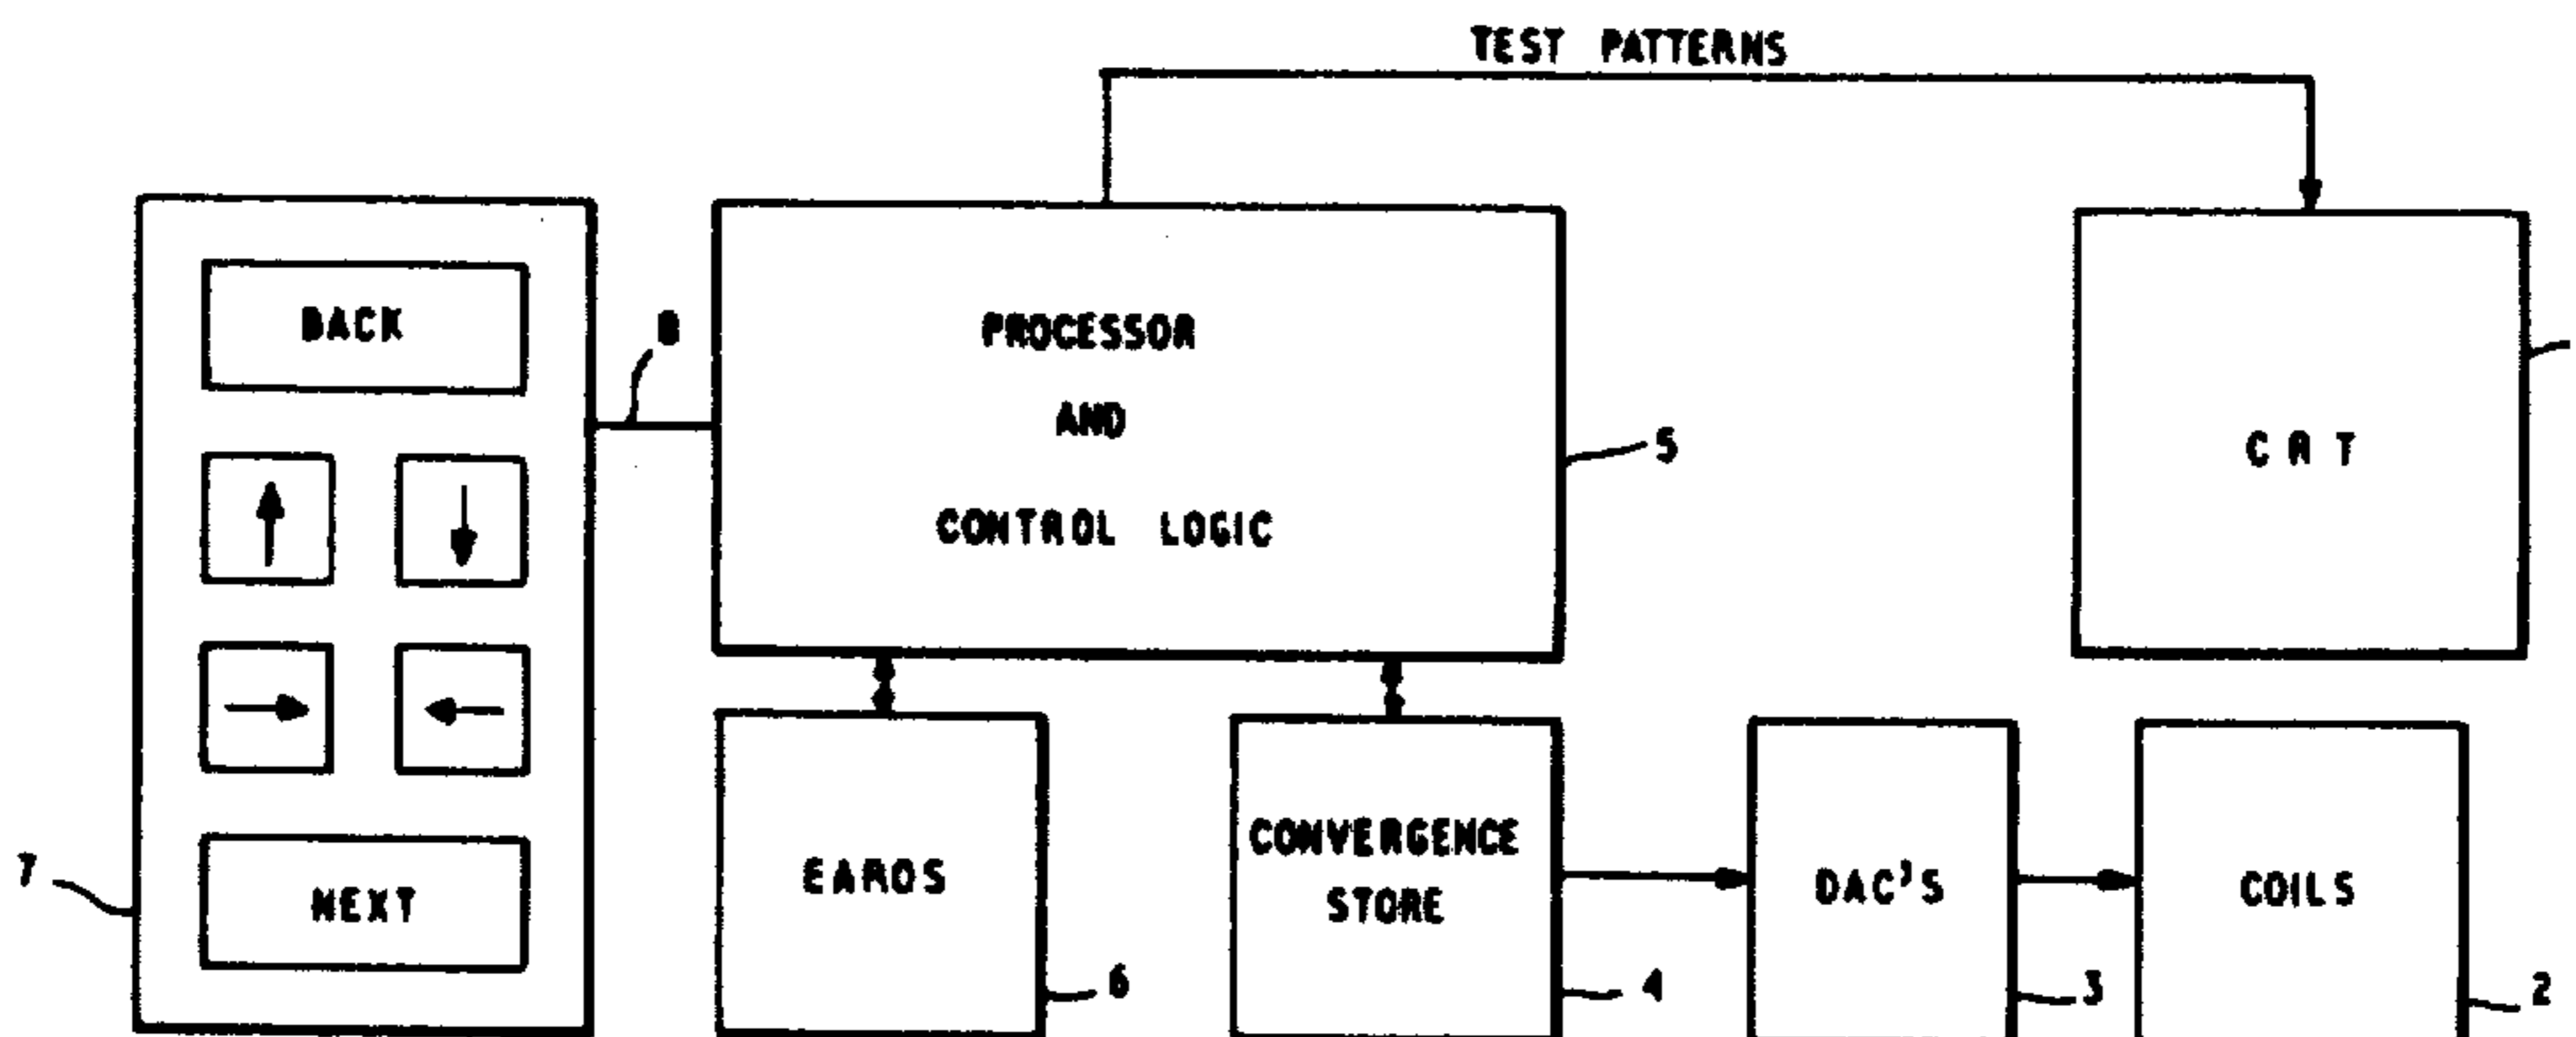 TEST PATTERNS
BACK
8
PROCESSOR
AND
CONTROL LOGIC
5
CRT
7
NEXT
EAROS
6
CONVERGENCE
STORE
4
DAC'S
3
COILS
2